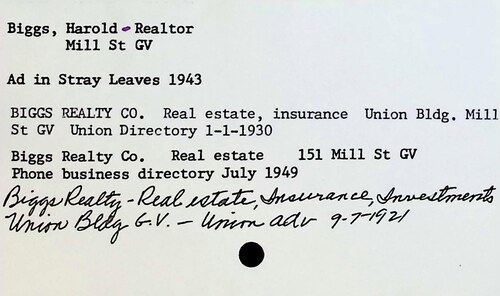 Biggs, Harold - Realtor
Mill St GV
Ad in Stray Leaves 1943
BIGGS REALTY CO. Real estate, insurance Union Bldg. Mill
St GV Union Directory 1-1-1930
Biggs Realty Co. Real estate 151 Mill St GV
Phone business directory July 1949
Biggs Realty - Real estate, Insurance, Investments
Union Bldg G.V. - Union adv 9-7-1921